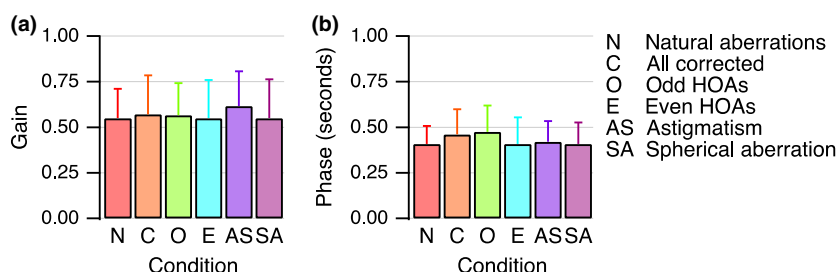 (a)
Gain
1.00
0.75
0.50
0.25
0.00
N C O E AS SA
Condition
(b)
Phase (seconds)
1.00
0.75
0.50
0.25
0.00
N C O E AS SA
Condition
N Natural aberrations
C All corrected
O Odd HOAs
E Even HOAs
AS Astigmatism
SA Spherical aberration